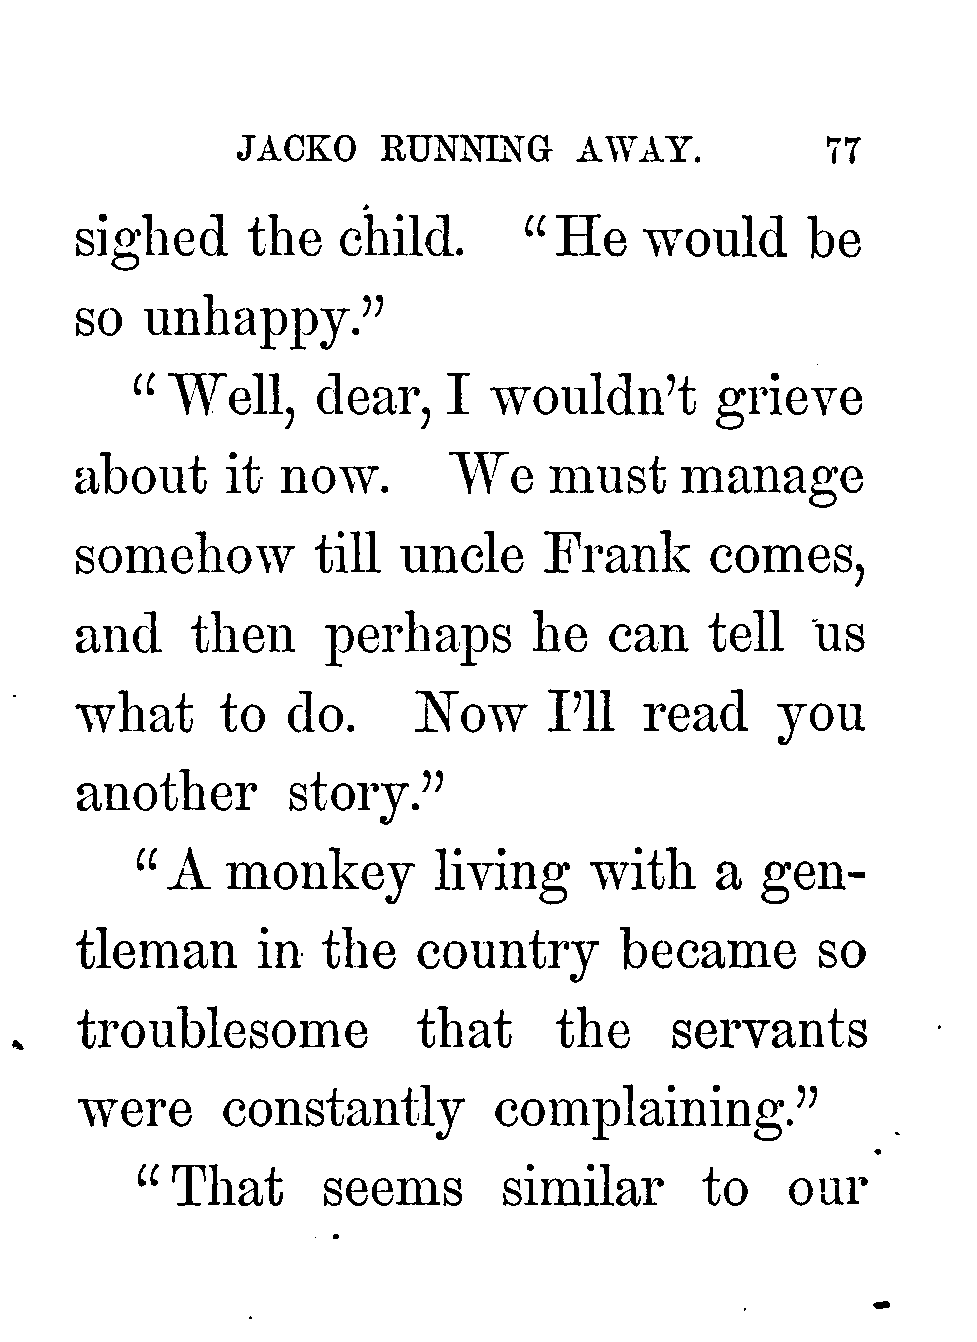 JACKO RUNNING AWAY. 77
sighed the child. “He would be
so unhappy.”
“Well, dear, I wouldn’t grieve
about it now. We must manage
somehow till uncle Frank comes,
and then perhaps he can tell us
what to do. Now I’ll read you
another story.”
“A monkey living with a gen-
tleman in the country became so
troublesome that the servants
were constantly complaining.”
“That seems similar to our